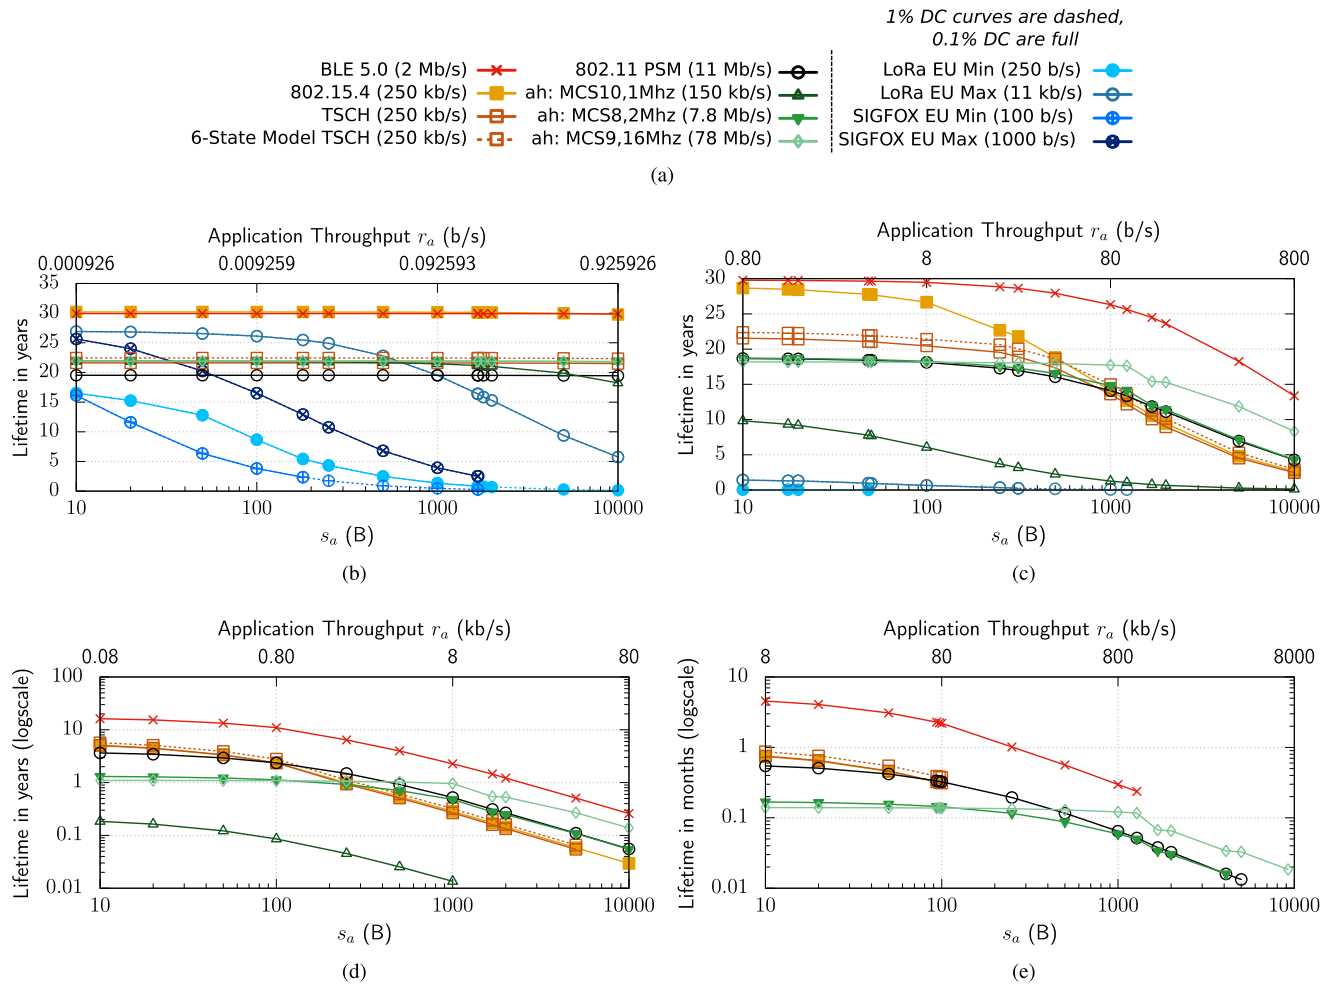 1% DC curves are dashed,
0.1% DC are full
BLE 5.0 (2 Mb/s)
802.15.4 (250 kb/s)
TSCH (250 kb/s)
6-State Model TSCH (250 kb/s)
802.11 PSM (11 Mb/s)
ah: MCS10,1Mhz (150 kb/s)
ah: MCS8,2Mhz (7.8 Mb/s)
ah: MCS9,16Mhz (78 Mb/s)
LoRa EU Min (250 b/s)
LoRa EU Max (11 kb/s)
SIGFOX EU Min (100 b/s)
SIGFOX EU Max (1000 b/s)
(a)
Application Throughput r_a (b/s)
0.000926 0.009259 0.092593 0.925926
35
30
25
20
15
10
5
0
Lifetime in years
10 100 1000 10000
s_a (B)
(b)
Application Throughput r_a (b/s)
0.80 8 80 800
30
25
20
15
10
5
0
Lifetime in years
10 100 1000 10000
s_a (B)
(c)
Application Throughput r_a (kb/s)
0.08 0.80 8 80
100
10
1
0.1
0.01
Lifetime in years (logscale)
10 100 1000 10000
s_a (B)
(d)
Application Throughput r_a (kb/s)
8 80 800 8000
10
1
0.1
0.01
Lifetime in months (logscale)
10 100 1000 10000
s_a (B)
(e)